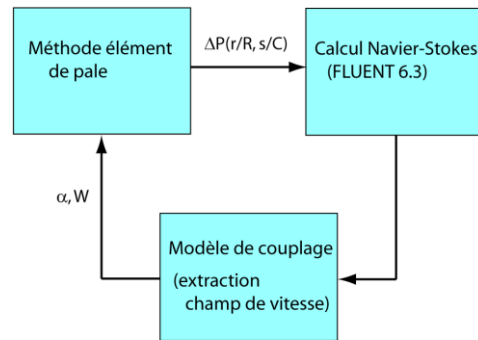 Méthode élément
de pale
ΔP(r/R, s/C)
Calcul Navier-Stokes
(FLUENT 6.3)
α, W
Modèle de couplage
(extraction
champ de vitesse)